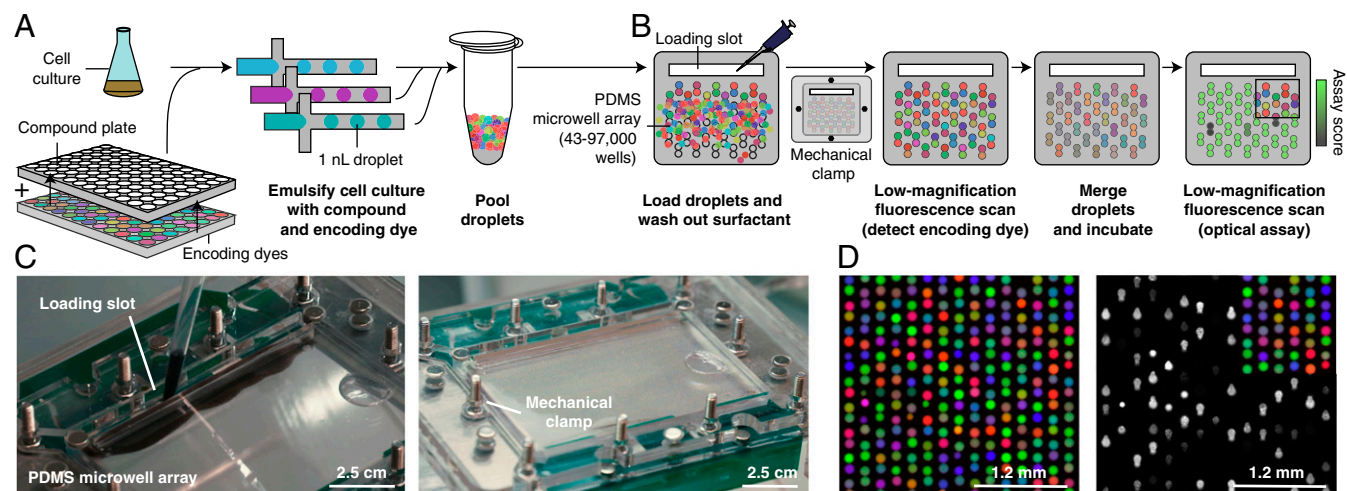 A
Cell
culture
Compound plate
+
Encoding dyes
1 nL droplet
Emulsify cell culture
with compound
and encoding dye
Pool
droplets
B
Loading slot
PDMS
microwell array
(43-97,000
wells)
Load droplets and
wash out surfactant
Mechanical
clamp
Low-magnification
fluorescence scan
(detect encoding dye)
Merge
droplets
and incubate
Low-magnification
fluorescence scan
(optical assay)
Assay score
C
Loading slot
PDMS microwell array
2.5 cm
Mechanical
clamp
2.5 cm
D
1.2 mm
1.2 mm